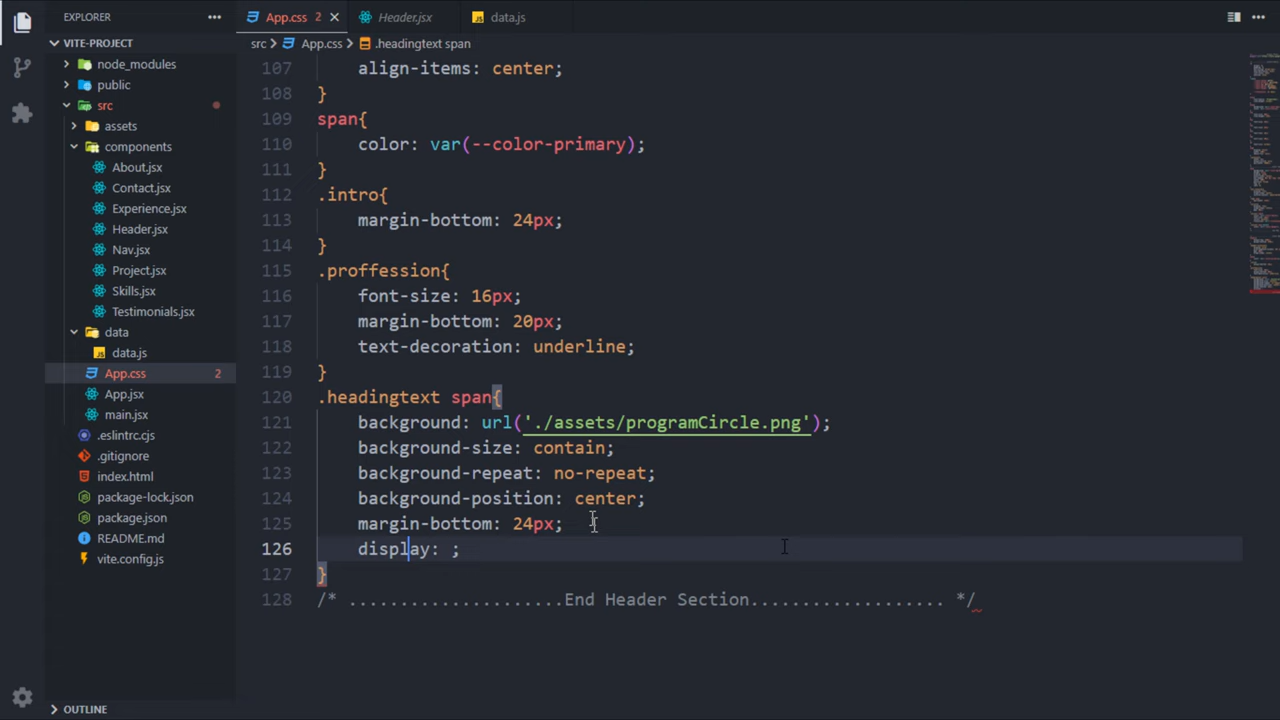 EXPLORER
App.css 2
Header.jsx
data.js
VITE-PROJECT
node_modules
public
src
assets
components
About.jsx
Contact.jsx
Experience.jsx
Header.jsx
Nav.jsx
Project.jsx
Skills.jsx
Testimonials.jsx
data
data.js
App.css 2
App.jsx
main.jsx
.eslintrc.cjs
.gitignore
index.html
package-lock.json
package.json
README.md
vite.config.js
OUTLINE
src > App.css > .headingtext span
107 align-items: center;
108 }
109 span{
110 color: var(--color-primary);
111 }
112 .intro{
113 margin-bottom: 24px;
114 }
115 .proffession{
116 font-size: 16px;
117 margin-bottom: 20px;
118 text-decoration: underline;
119 }
120 .headingtext span{
121 background: url('./assets/programCircle.png');
122 background-size: contain;
123 background-repeat: no-repeat;
124 background-position: center;
125 margin-bottom: 24px;
126 display: ;
127 }
128 /* .....................End Header Section................... */